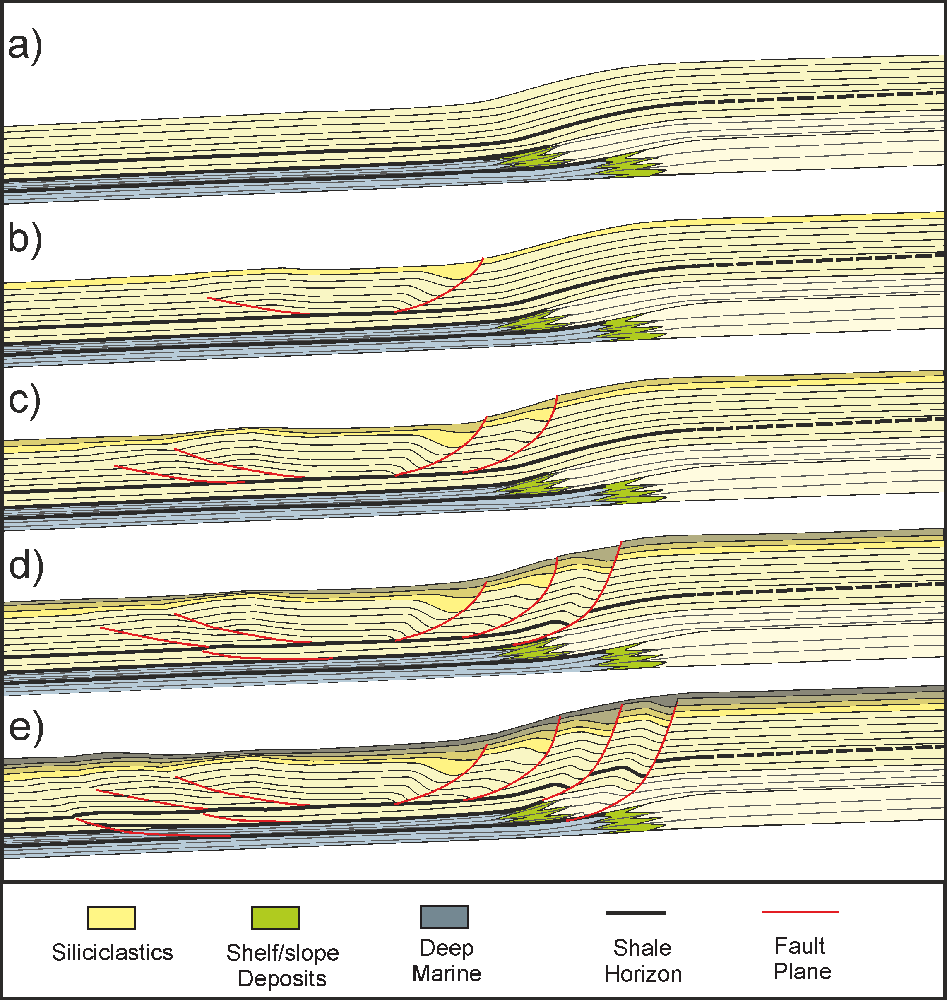 a)
b)
c)
d)
e)
Siliciclastics
Shelf/slope
Deposits
Deep
Marine
Shale
Horizon
Fault
Plane